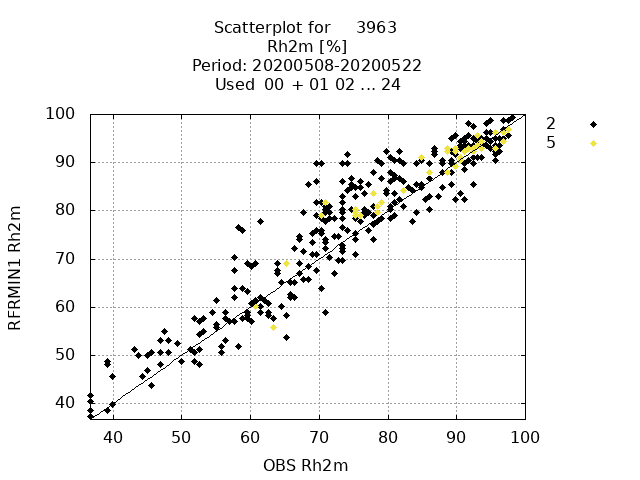 Scatterplot for 3963
Rh2m [%]
Period: 20200508-20200522
Used 00 + 01 02 ... 24
100
90
80
70
60
50
40
2
5
RFRMIN1 Rh2m
40 50 60 70 80 90 100
OBS Rh2m